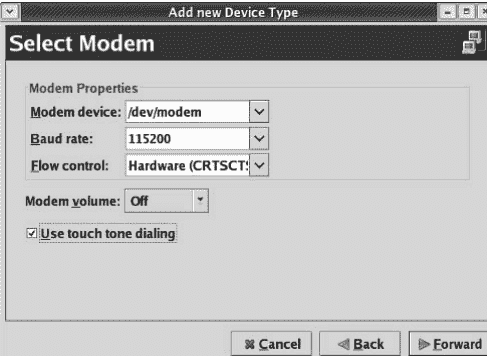 Add new Device Type
Select Modem
Modem Properties
Modem device: /dev/modem
Baud rate: 115200
Flow control: Hardware (CRTSCTS
Modem volume: Off
Use touch tone dialing
Cancel Back Forward